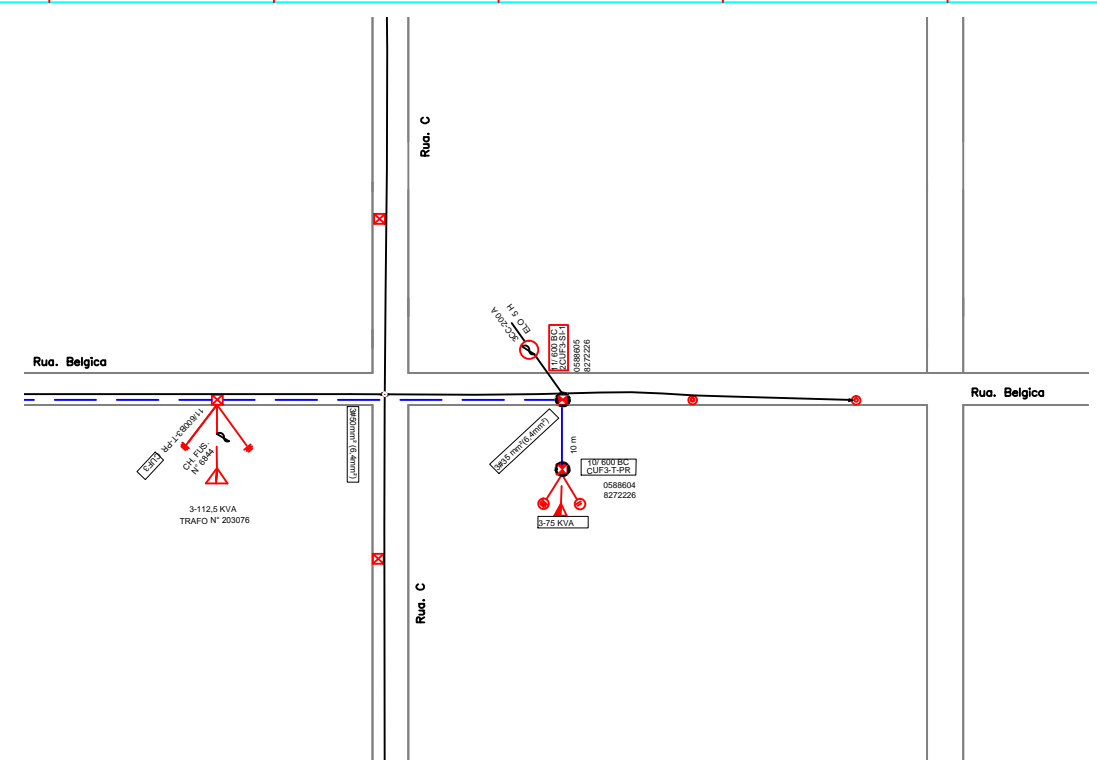 Rua. C
3CC-200 A
ELO 5 H
11/ 600 BC
2CUF3-SI-1
0588605
8272226
Rua. Belgica
Rua. Belgica
11/600B3-T-PR
CUF3
CH. FUS.
N° 6844
3-112,5 KVA
TRAFO N° 203076
3#50mm² (6,4mm²)
3#35 mm²(6,4mm²)
10 m
10/ 600 BC
CUF3-T-PR
0588604
8272226
3-75 KVA
Rua. C